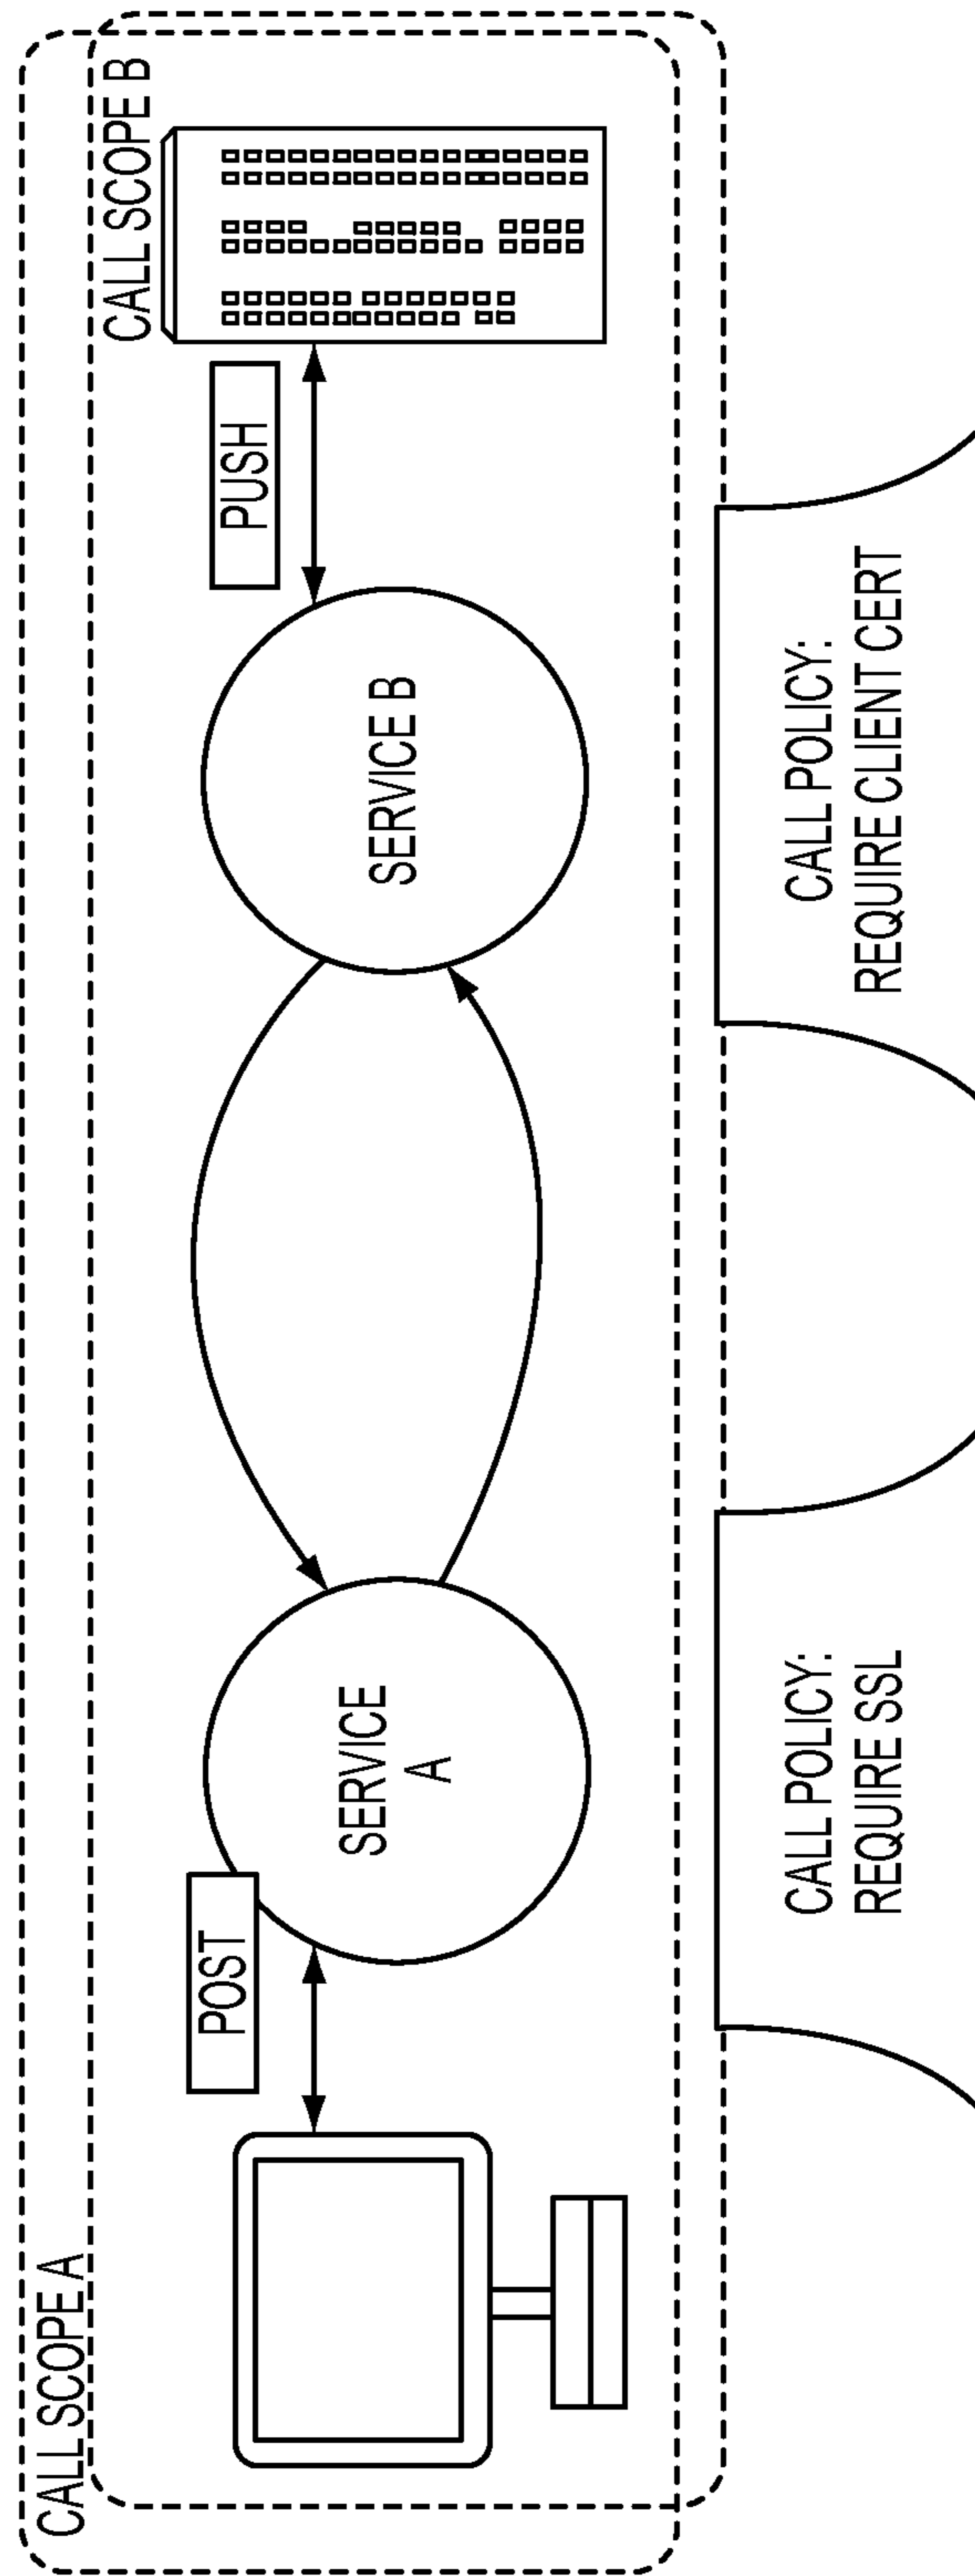 CALL SCOPE A
CALL SCOPE B
POST
PUSH
SERVICE
A
SERVICE B
CALL POLICY:
REQUIRE SSL
CALL POLICY:
REQUIRE CLIENT CERT